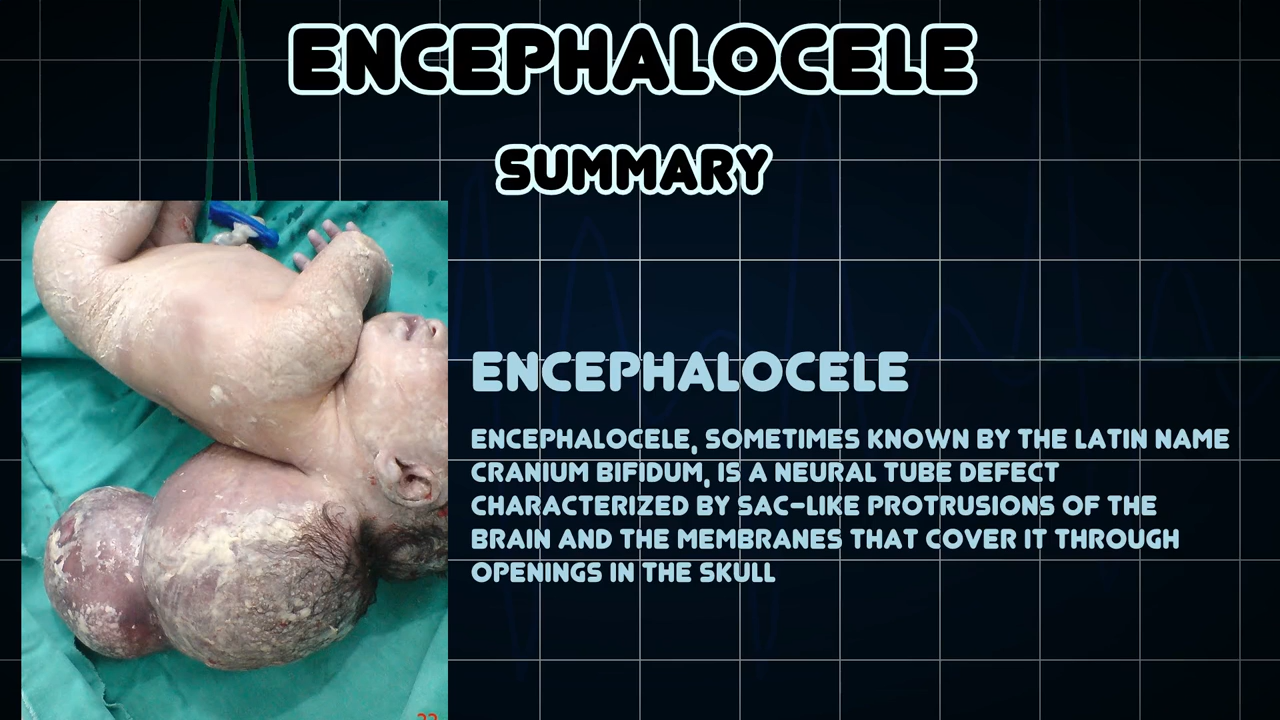 ENCEPHALOCELE
SUMMARY
ENCEPHALOCELE
ENCEPHALOCELE, SOMETIMES KNOWN BY THE LATIN NAME
CRANIUM BIFIDUM, IS A NEURAL TUBE DEFECT
CHARACTERIZED BY SAC-LIKE PROTRUSIONS OF THE
BRAIN AND THE MEMBRANES THAT COVER IT THROUGH
OPENINGS IN THE SKULL